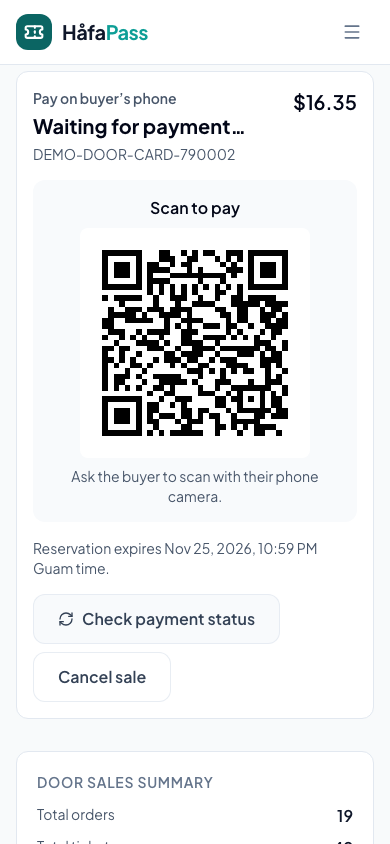 HåfaPass
Pay on buyer's phone
$16.35
Waiting for payment…
DEMO-DOOR-CARD-790002
Scan to pay
Ask the buyer to scan with their phone
camera.
Reservation expires Nov 25, 2026, 10:59 PM
Guam time.
Check payment status
Cancel sale
DOOR SALES SUMMARY
Total orders
19